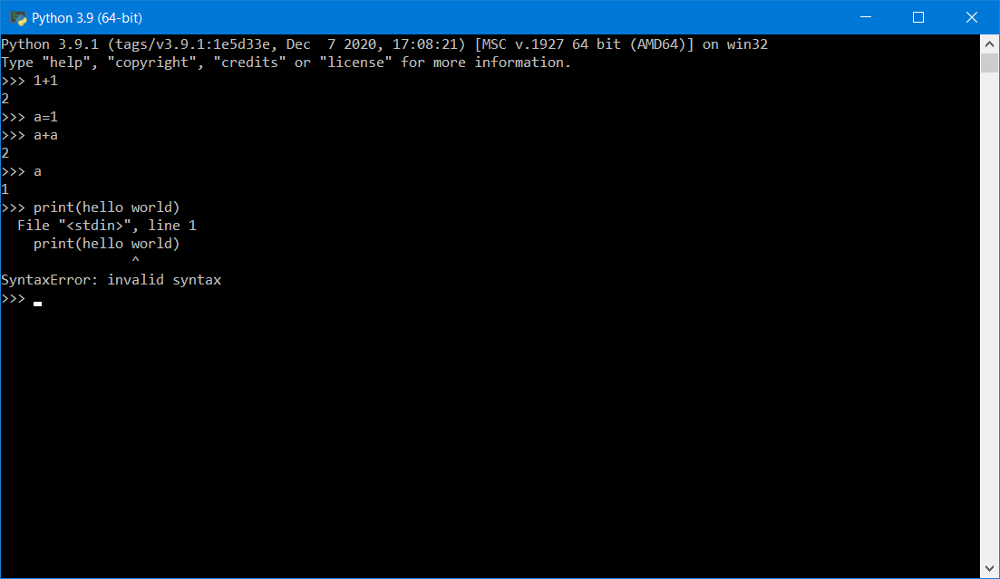 Python 3.9 (64-bit)
Python 3.9.1 (tags/v3.9.1:1e5d33e, Dec  7 2020, 17:08:21) [MSC v.1927 64 bit (AMD64)] on win32
Type "help", "copyright", "credits" or "license" for more information.
>>> 1+1
2
>>> a=1
>>> a+a
2
>>> a
1
>>> print(hello world)
  File "<stdin>", line 1
    print(hello world)
                ^
SyntaxError: invalid syntax
>>>